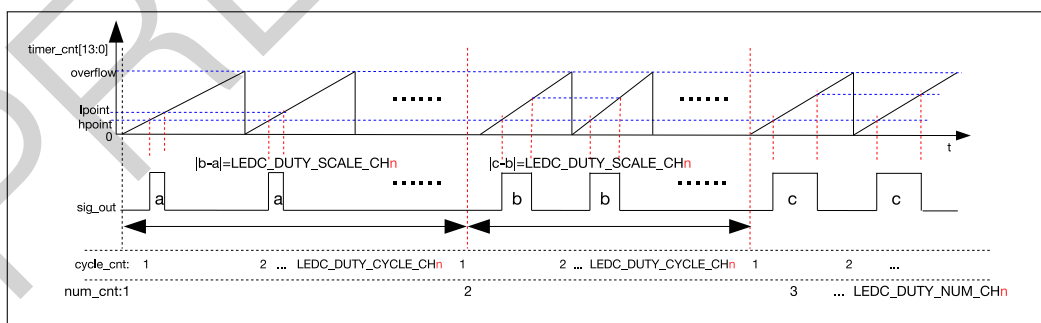 timer_cnt[13:0]
overflow
lpoint
hpoint
0
t
|b-a|=LEDC_DUTY_SCALE_CHn
|c-b|=LEDC_DUTY_SCALE_CHn
sig_out
a
a
b
b
c
c
cycle_cnt: 1 2 ... LEDC_DUTY_CYCLE_CHn 1 2 ... LEDC_DUTY_CYCLE_CHn 1 2 ...
num_cnt:1 2 3 ... LEDC_DUTY_NUM_CHn